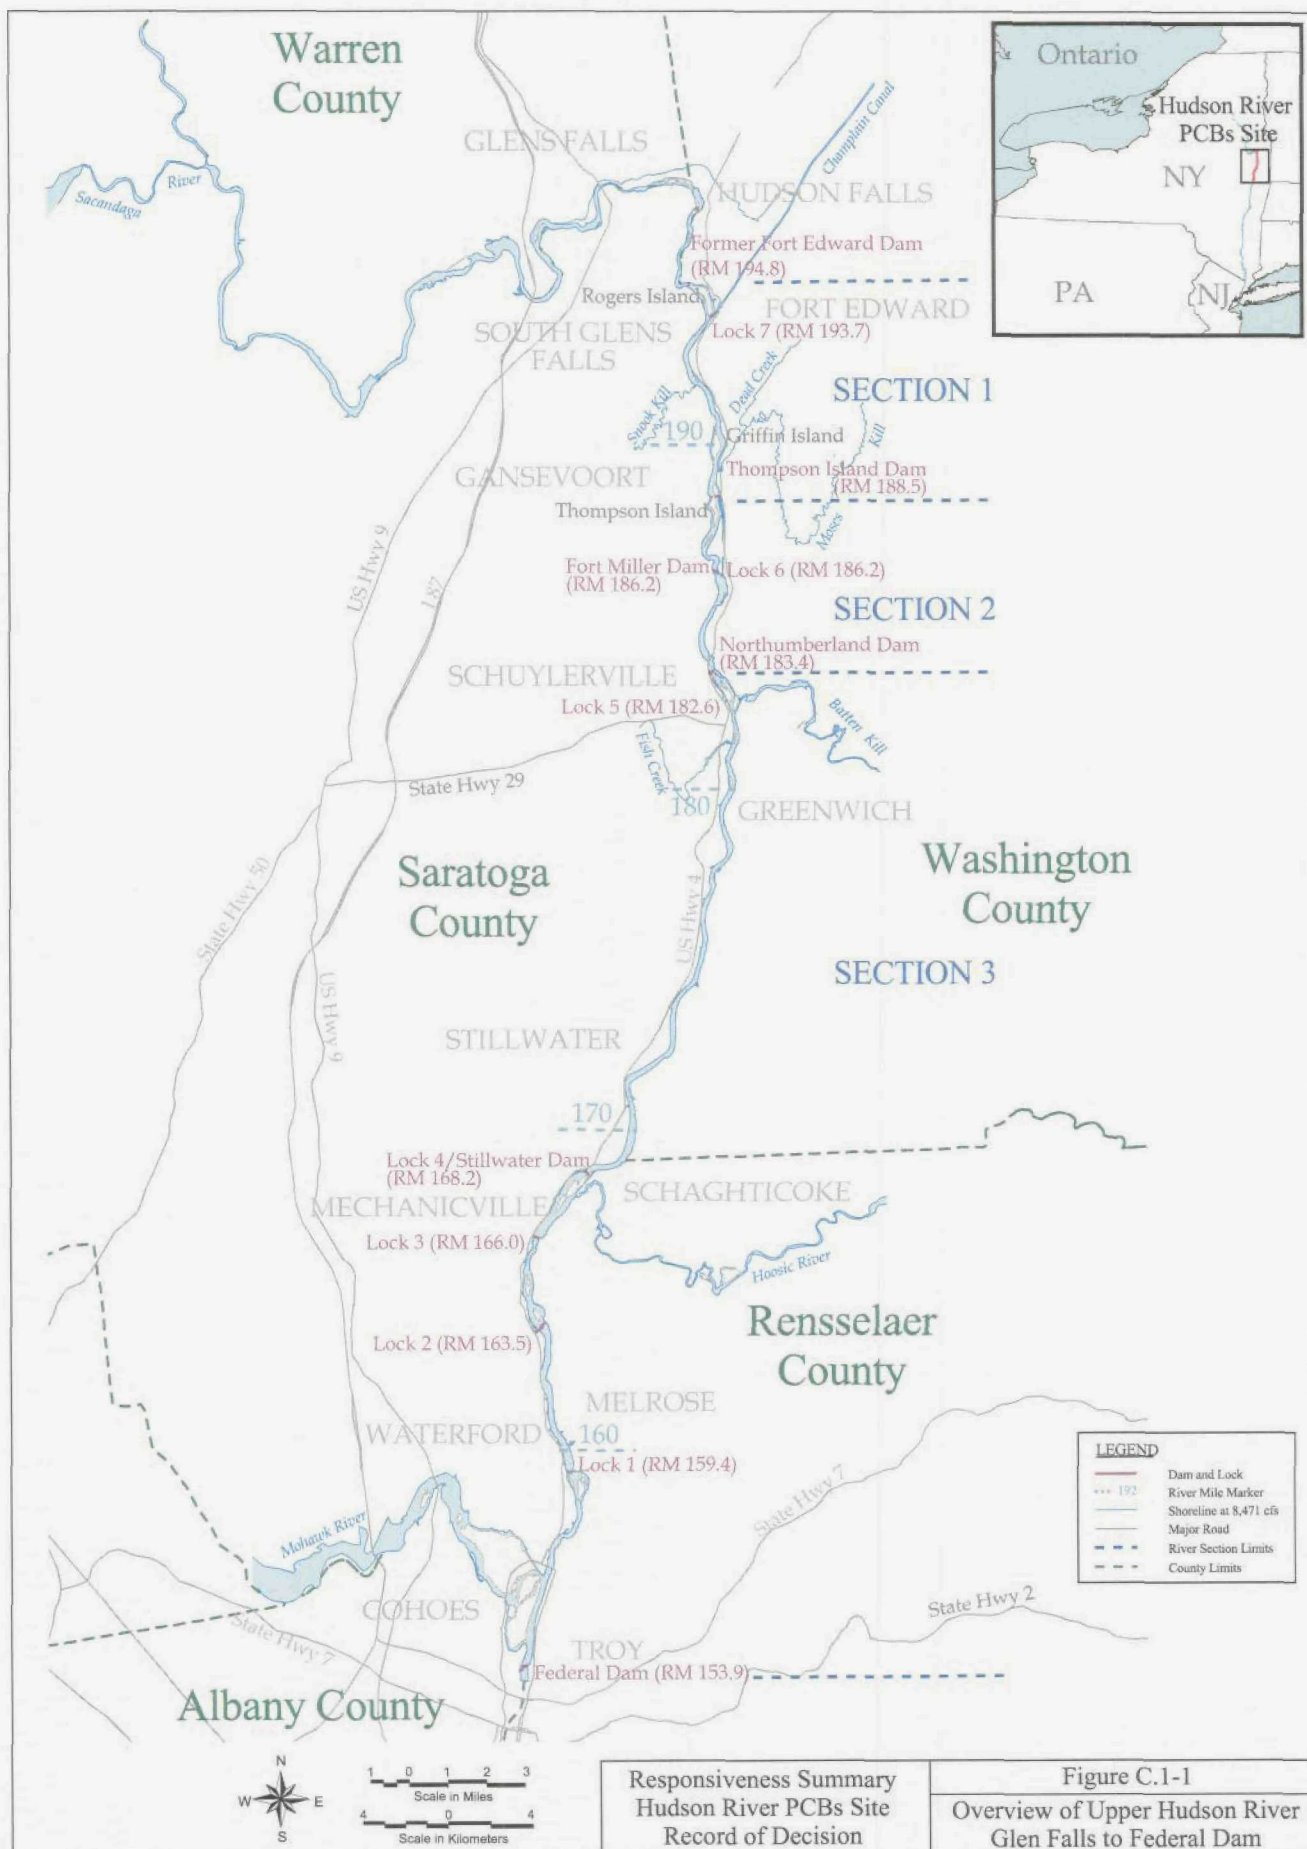 Warren
County
Ontario
Hudson River
PCBs Site
NY
PA
NJ
GLENS FALLS
Champlain Canal
Sacandaga
River
HUDSON FALLS
Former Fort Edward Dam
(RM 194.8)
Rogers Island
FORT EDWARD
Lock 7 (RM 193.7)
SOUTH GLENS
FALLS
Dead Creek
SECTION 1
Snook Kill
190
Griffin Island
Kill
Thompson Island Dam
(RM 188.5)
GANSEVOORT
Thompson Island
Moses
Fort Miller Dam
(RM 186.2)
Lock 6 (RM 186.2)
US Hwy 9
I 87
SECTION 2
Northumberland Dam
(RM 183.4)
SCHUYLERVILLE
Lock 5 (RM 182.6)
Batten Kill
Fish Creek
State Hwy 29
180
GREENWICH
Saratoga
County
Washington
County
State Hwy 50
US Hwy 4
SECTION 3
US Hwy 9
STILLWATER
170
Lock 4/Stillwater Dam
(RM 168.2)
SCHAGHTICOKE
MECHANICVILLE
Lock 3 (RM 166.0)
Hoosic River
Rensselaer
County
Lock 2 (RM 163.5)
MELROSE
WATERFORD
160
Lock 1 (RM 159.4)
LEGEND
Dam and Lock
192
River Mile Marker
Shoreline at 8,471 cfs
Major Road
River Section Limits
County Limits
State Hwy 7
Mohawk River
COHOES
State Hwy 2
State Hwy 7
TROY
Federal Dam (RM 153.9)
Albany County
N
W
E
S
1 0 1 2 3
Scale in Miles
4 0 4
Scale in Kilometers
Responsiveness Summary
Hudson River PCBs Site
Record of Decision
Figure C.1-1
Overview of Upper Hudson River
Glen Falls to Federal Dam